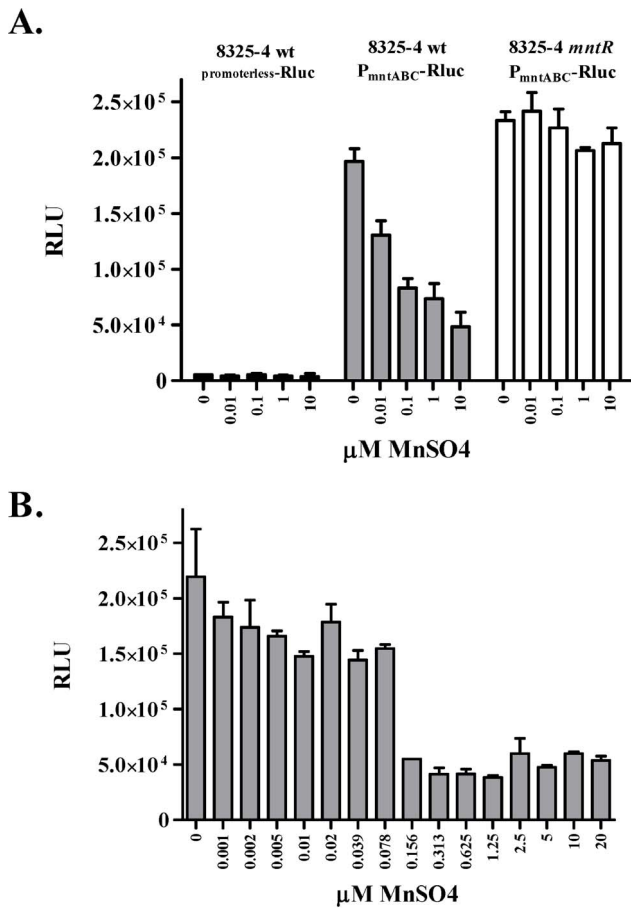 A.
8325-4 wt 8325-4 wt 8325-4 mntR
promoterless-Rluc PmntABC-Rluc PmntABC-Rluc
2.5×10⁵
2.0×10⁵
1.5×10⁵
1.0×10⁵
5.0×10⁴
0
RLU
0 0.01 0.1 1 10 0 0.01 0.1 1 10 0 0.01 0.1 1 10
μM MnSO4
B.
2.5×10⁵
2.0×10⁵
1.5×10⁵
1.0×10⁵
5.0×10⁴
0
RLU
0 0.001 0.002 0.005 0.01 0.02 0.039 0.078 0.156 0.313 0.625 1.25 2.5 5 10 20
μM MnSO4